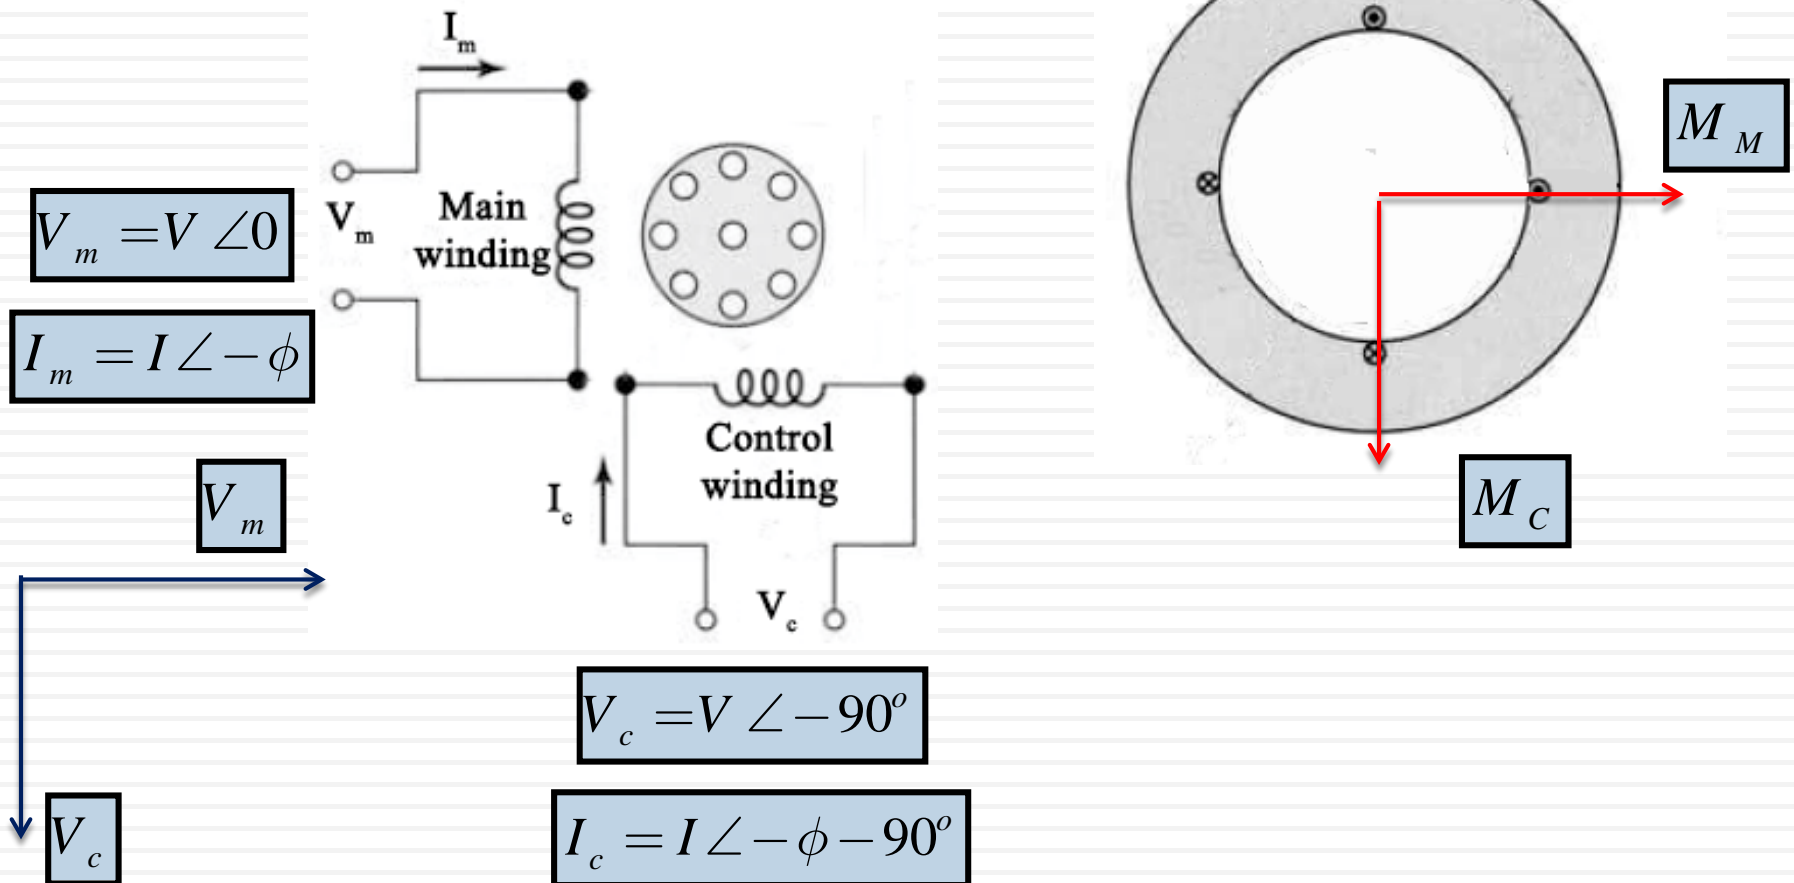 I_m
V_m = V ∠0
I_m = I ∠ − ϕ
V_m
Main
winding
M_M
M_C
Control
winding
I_c
V_c
V_m
V_c = V ∠ − 90°
I_c = I ∠ − ϕ − 90°
V_c